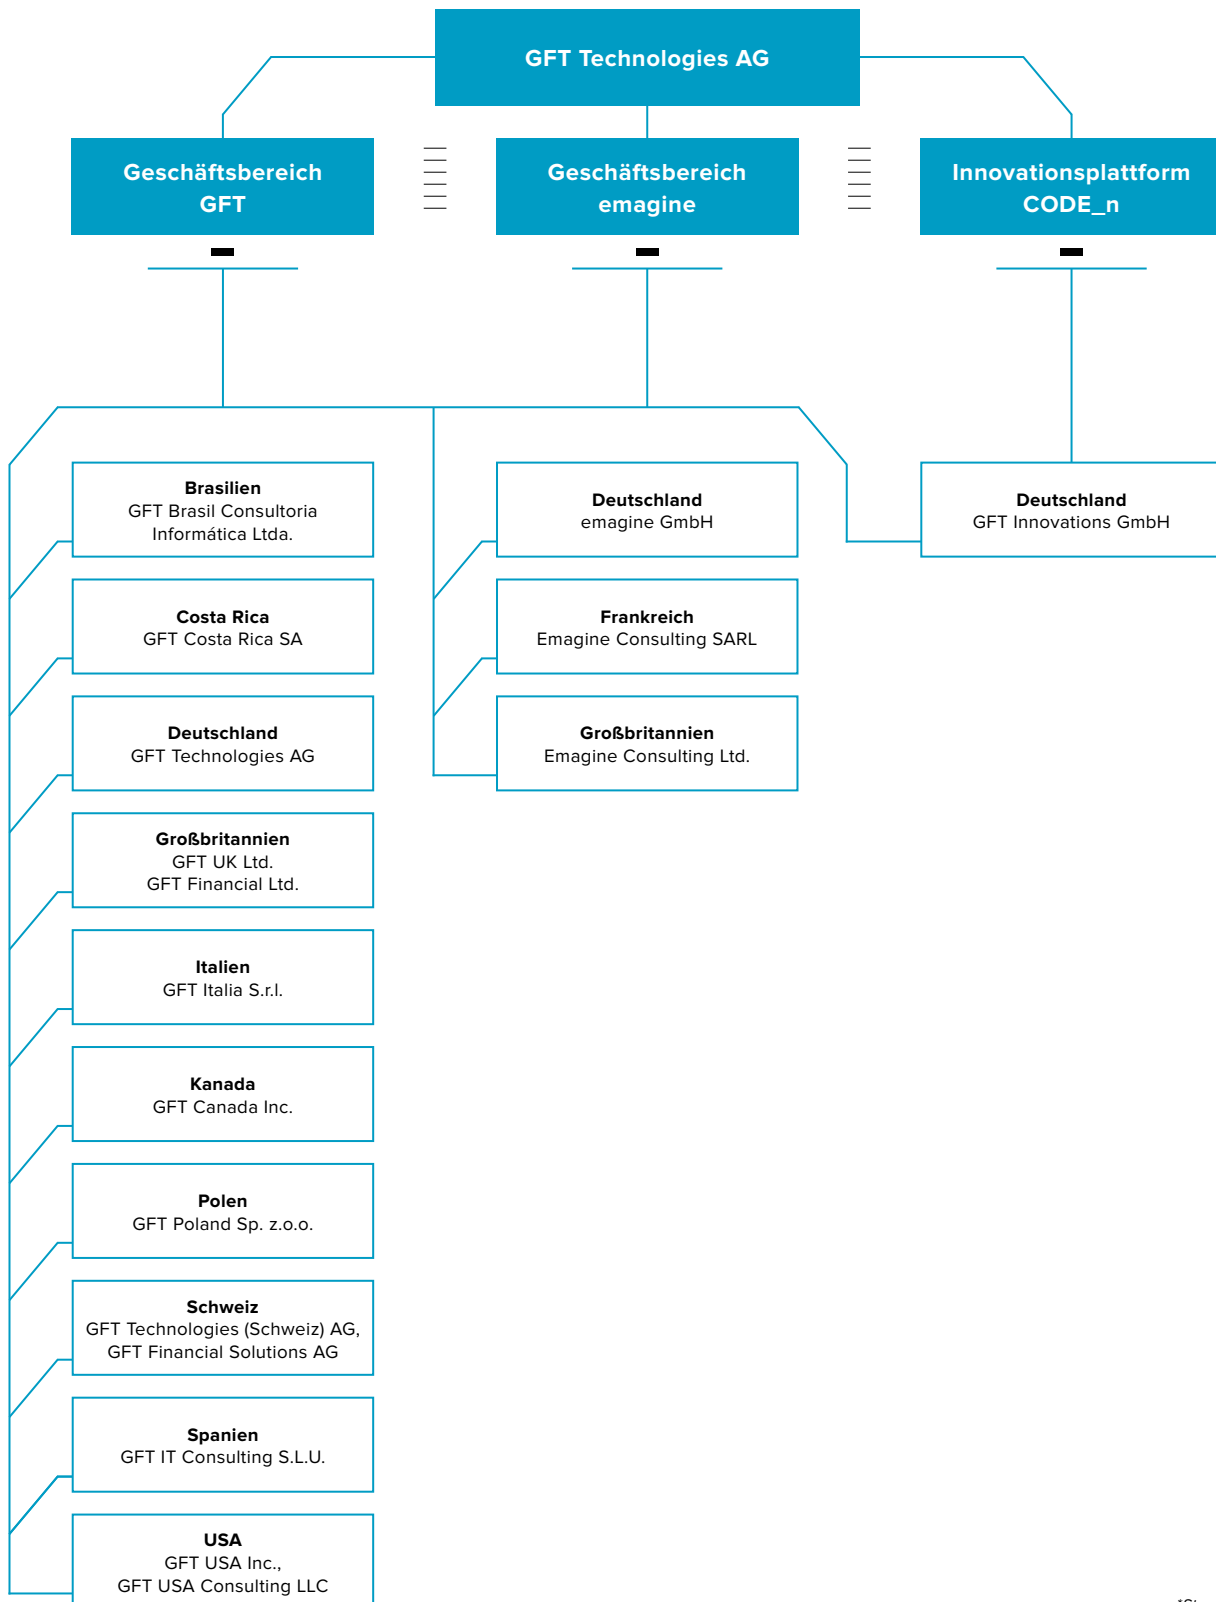 GFT Technologies AG
Geschäftsbereich
GFT
Geschäftsbereich
emagine
Innovationsplattform
CODE_n
Brasilien
GFT Brasil Consultoria
Informática Ltda.
Costa Rica
GFT Costa Rica SA
Deutschland
GFT Technologies AG
Großbritannien
GFT UK Ltd.
GFT Financial Ltd.
Italien
GFT Italia S.r.l.
Kanada
GFT Canada Inc.
Polen
GFT Poland Sp. z.o.o.
Schweiz
GFT Technologies (Schweiz) AG,
GFT Financial Solutions AG
Spanien
GFT IT Consulting S.L.U.
USA
GFT USA Inc.,
GFT USA Consulting LLC
Deutschland
emagine GmbH
Frankreich
Emagine Consulting SARL
Großbritannien
Emagine Consulting Ltd.
Deutschland
GFT Innovations GmbH